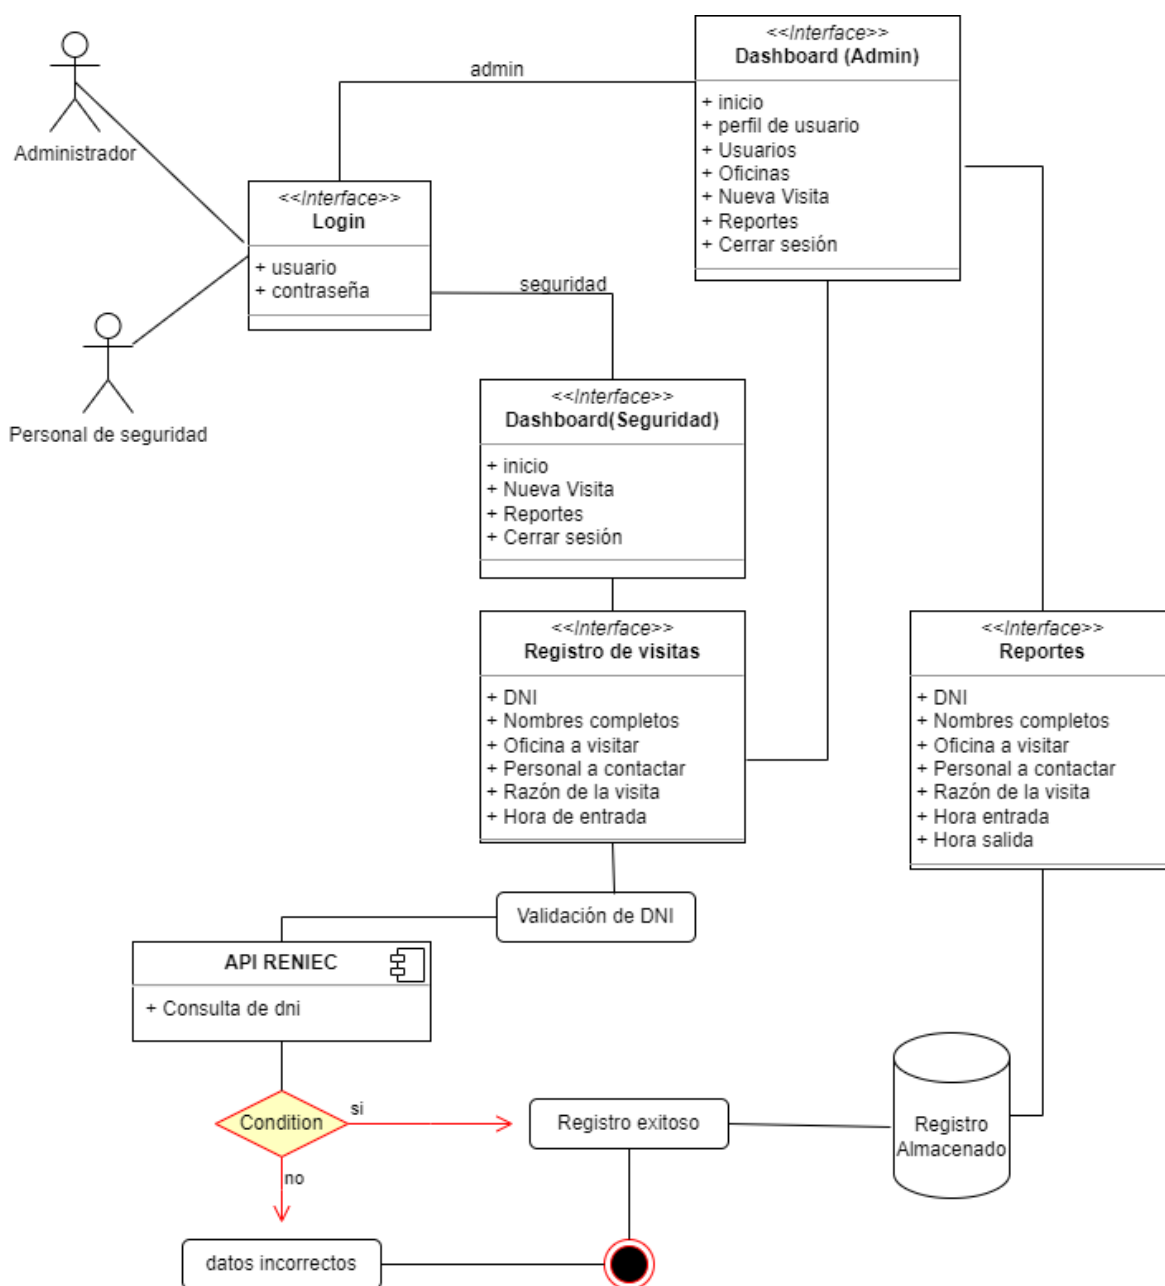 <<Interface>>
Dashboard (Admin)
+ inicio
+ perfil de usuario
+ Usuarios
+ Oficinas
+ Nueva Visita
+ Reportes
+ Cerrar sesión
admin
Administrador
<<Interface>>
Login
+ usuario
+ contraseña
seguridad
Personal de seguridad
<<Interface>>
Dashboard(Seguridad)
+ inicio
+ Nueva Visita
+ Reportes
+ Cerrar sesión
<<Interface>>
Registro de visitas
+ DNI
+ Nombres completos
+ Oficina a visitar
+ Personal a contactar
+ Razón de la visita
+ Hora de entrada
<<Interface>>
Reportes
+ DNI
+ Nombres completos
+ Oficina a visitar
+ Personal a contactar
+ Razón de la visita
+ Hora entrada
+ Hora salida
Validación de DNI
API RENIEC
+ Consulta de dni
Condition
si
no
Registro exitoso
Registro
Almacenado
datos incorrectos